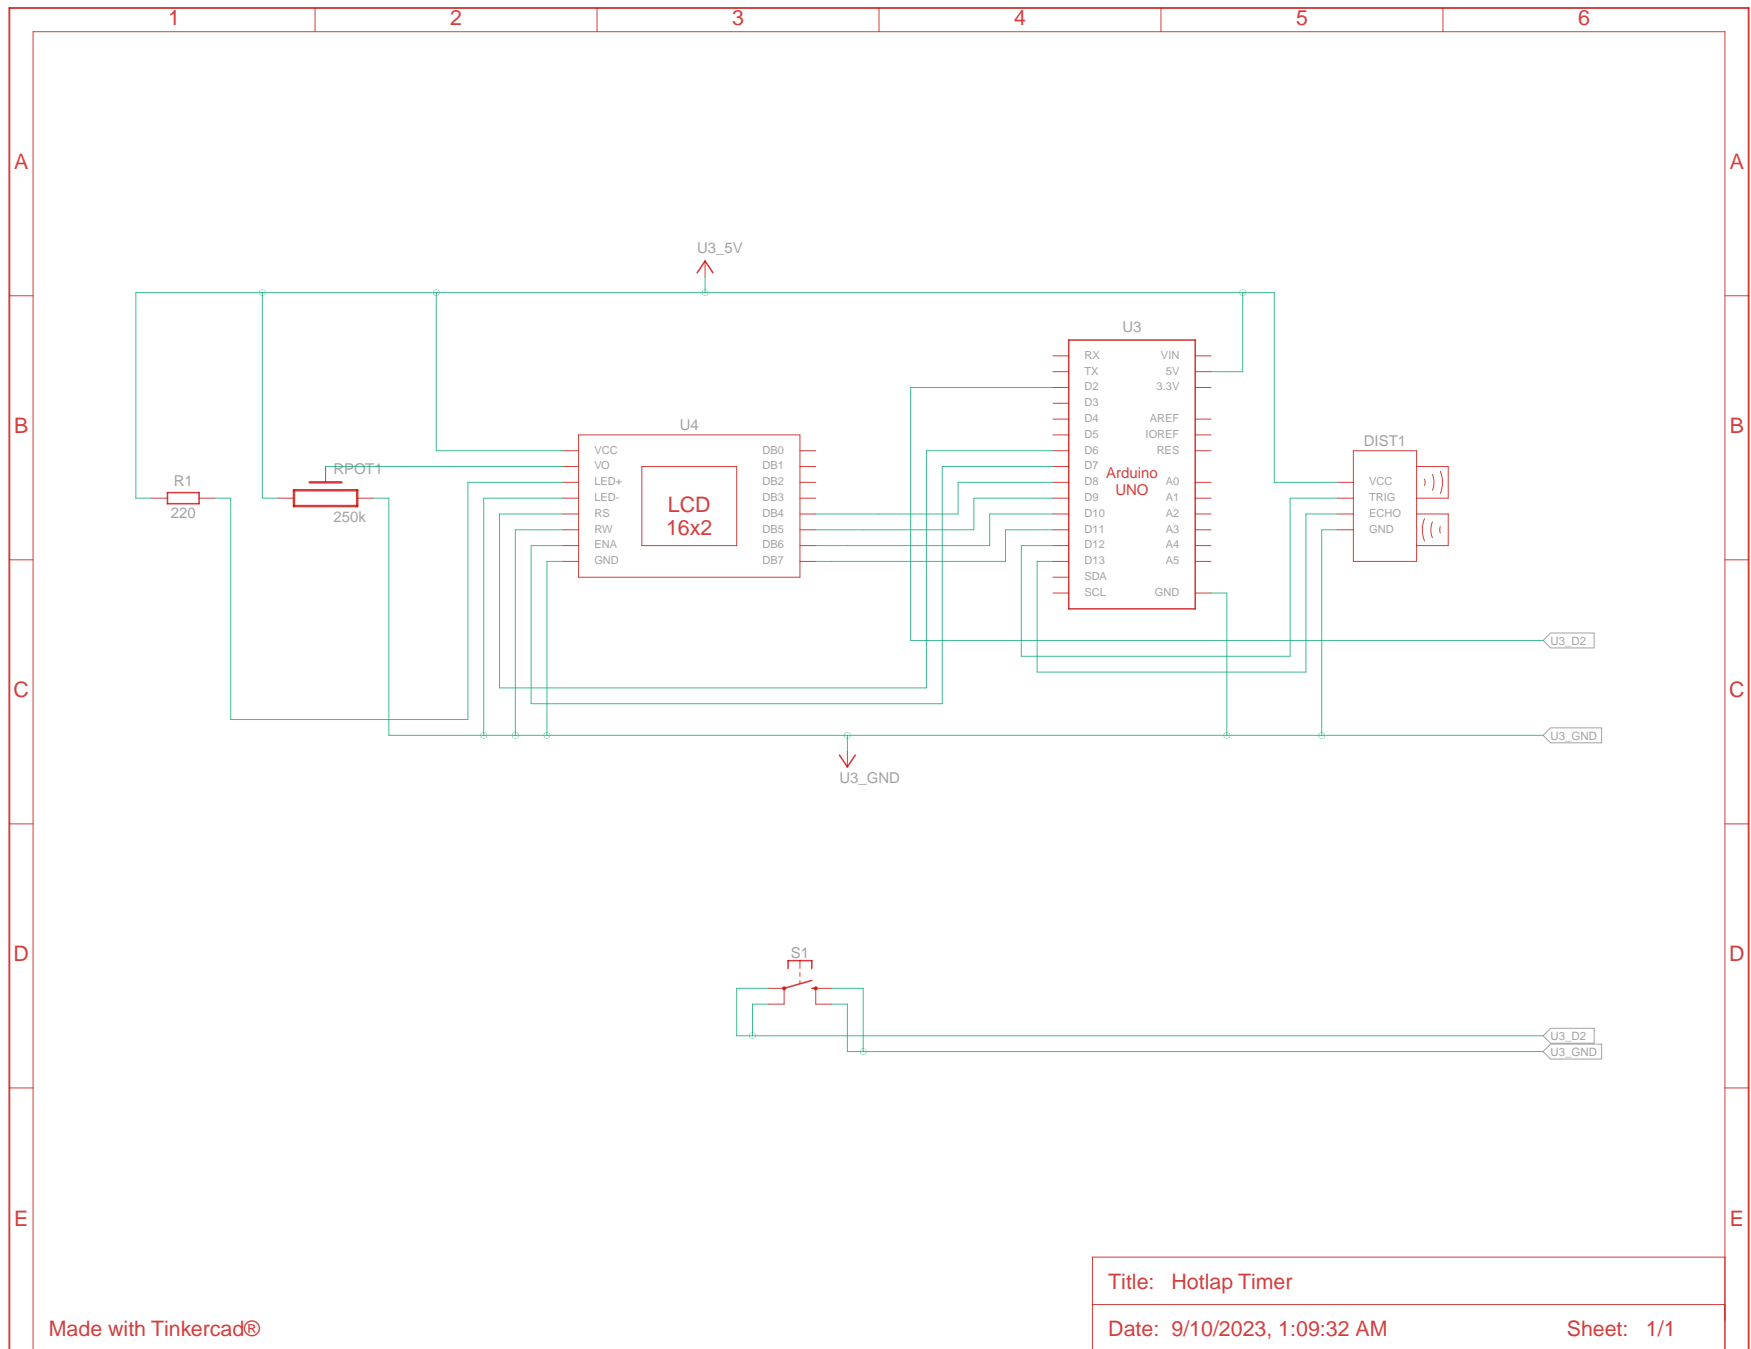 1 2 3 4 5 6
A A
U3_5V
U3
RX VIN
TX 5V
D2 3.3V
D3
D4 AREF
B B
U4
D5 IOREF
DIST1
VCC DB0
D6 RES
VO DB1
D7
RPOT1
Arduino
UNO
R1
LED+ DB2
D8 A0
VCC
LED- DB3
D9 A1
TRIG
LCD
16x2
220
250k
RS DB4
D10 A2
ECHO
RW DB5
D11 A3
GND
ENA DB6
D12 A4
GND DB7
D13 A5
SDA
SCL GND
U3_D2
C C
U3_GND
U3_GND
D D
S1
U3_D2
U3_GND
E E
Title: Hotlap Timer
Made with Tinkercad®
Date: 9/10/2023, 1:09:32 AM Sheet: 1/1